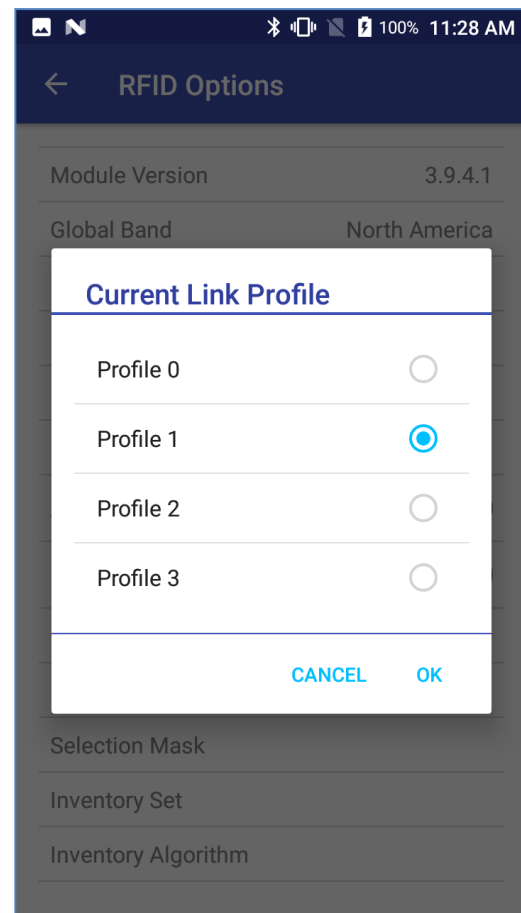 100% 11:28 AM
RFID Options
Module Version 3.9.4.1
Global Band North America
Current Link Profile
Profile 0
Profile 1
Profile 2
Profile 3
CANCEL OK
Selection Mask
Inventory Set
Inventory Algorithm